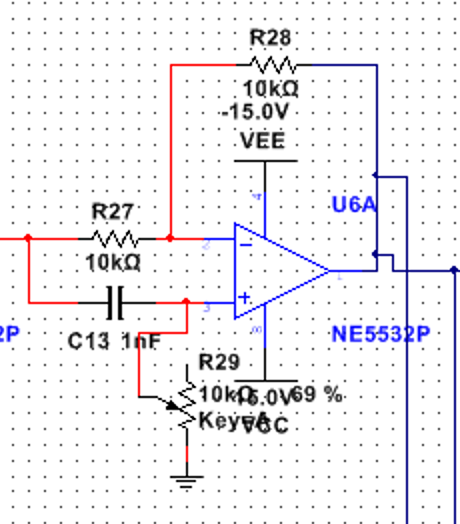 R28
10kΩ
-15.0V
VEE
4
U6A
R27
10kΩ
2
1
3
2P
C13 1nF
8
NE5532P
R29
10kΩ
69 %
Key=A
VCC